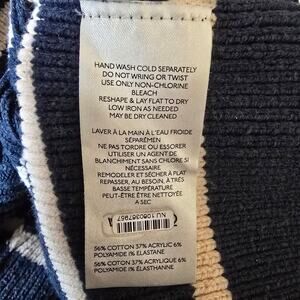 HAND WASH COLD SEPARATELY
DO NOT WRING OR TWIST
USE ONLY NON-CHLORINE
BLEACH
RESHAPE & LAY FLAT TO DRY
LOW IRON AS NEEDED
MAY BE DRY CLEANED
LAVER À LA MAIN À L'EAU FROIDE
SÉPARÉMEN
NE PAS TORDRE OU ESSORER
UTILISER UN AGENT DE
BLANCHIMENT SANS CHLORE SI
NÉCESSAIRE
REMODELER ET SÉCHER À PLAT
REPASSER, AU BESOIN, À TRÈS
BASSE TEMPÉRATURE
PEUT-ÊTRE ÊTRE NETTOYÉ
A SEC
56% COTTON 37% ACRYLIC 6%
POLYAMIDE 1% ELASTANE
56% COTON 37% ACRYLIQUE 6%
POLYAMIDE 1% ÉLASTHANNE